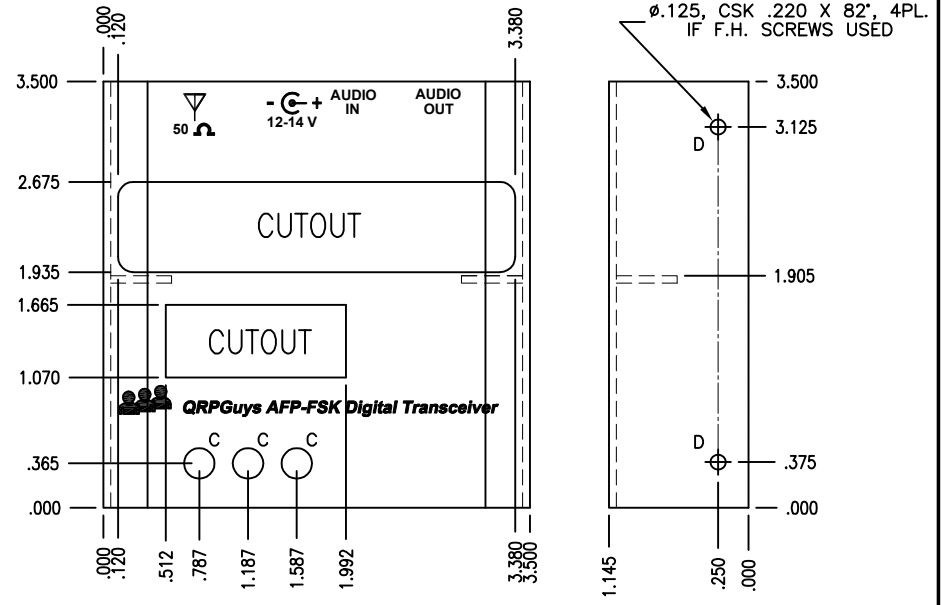 .000
.120
3.380
ø.125, CSK .220 X 82°, 4PL.
IF F.H. SCREWS USED
3.500
3.500
- +
AUDIO
IN
AUDIO
OUT
12-14 V
50 Ω
3.125
D
2.675
CUTOUT
1.935
1.905
1.665
CUTOUT
1.070
QRPGuys AFP-FSK Digital Transceiver
C
C
C
D
.365
.375
.000
.000
.000
.120
.512
.787
1.187
1.587
1.992
3.380
3.500
1.145
.250
.000